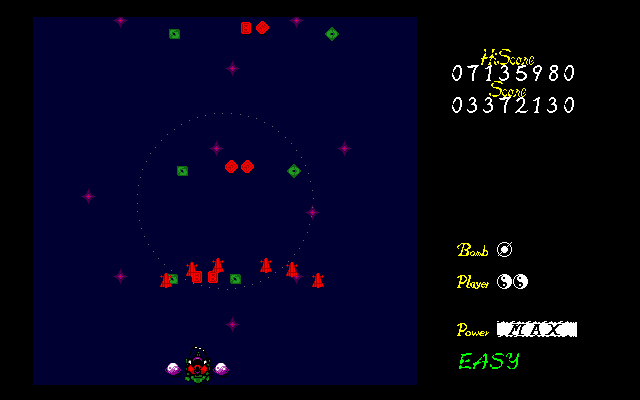 HiScore
07135980
Score
03372130
Bomb
Player
Power MAX
EASY